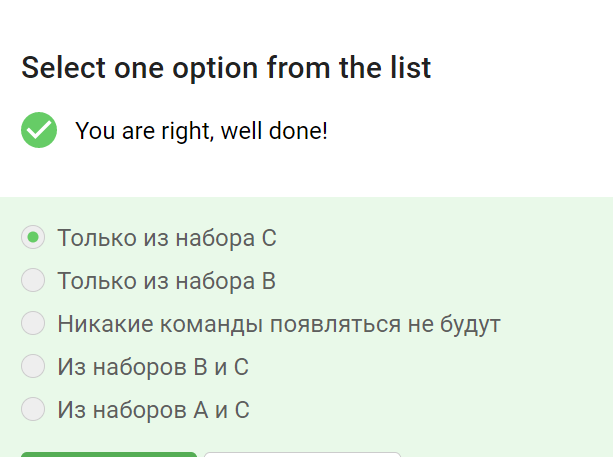 Select one option from the list
You are right, well done!
Только из набора C
Только из набора B
Никакие команды появляться не будут
Из наборов B и C
Из наборов A и C